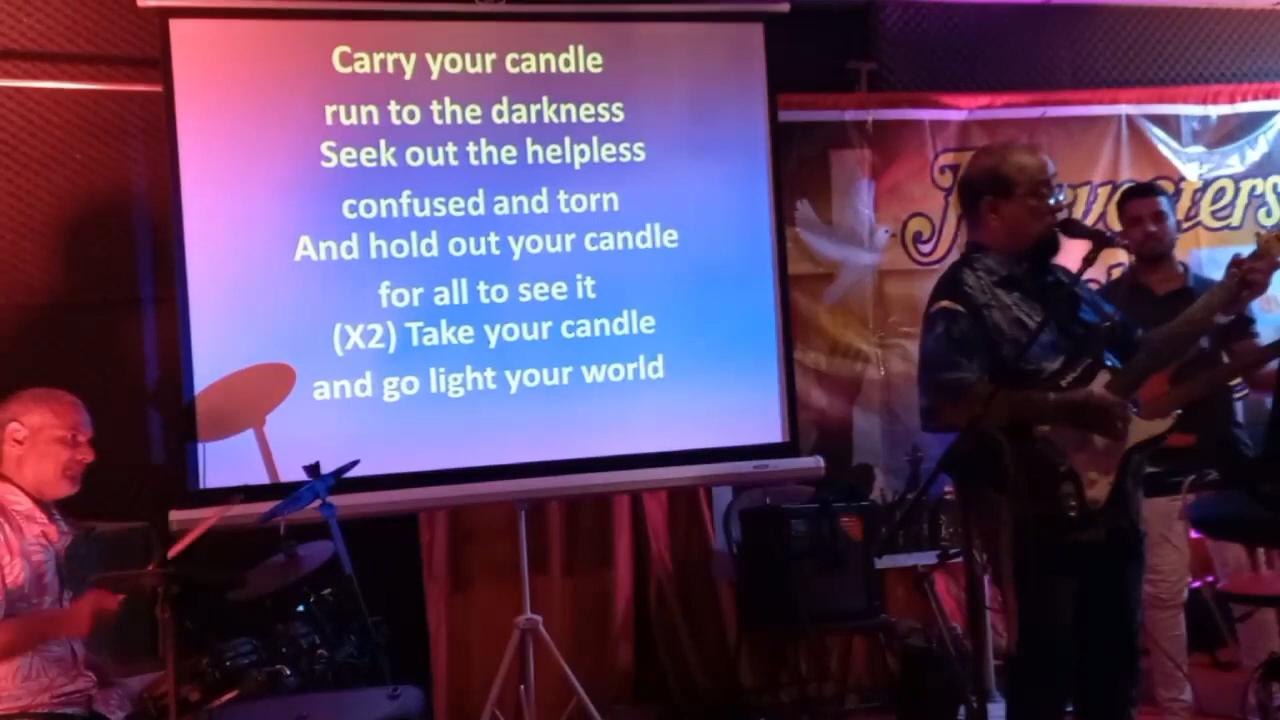 Carry your candle
run to the darkness
Seek out the helpless
confused and torn
And hold out your candle
for all to see it
(X2) Take your candle
and go light your world
Harvesters